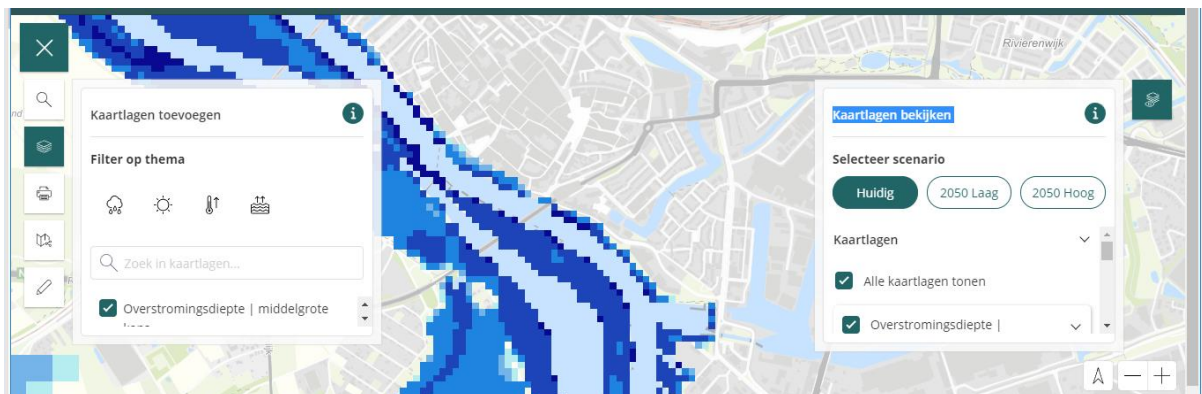 Rivierenwijk
Kaartlagen toevoegen
Filter op thema
Zoek in kaartlagen...
Overstromingsdiepte | middelgrote
Kaartlagen bekijken
Selecteer scenario
Huidig
2050 Laag
2050 Hoog
Kaartlagen
Alle kaartlagen tonen
Overstromingsdiepte |